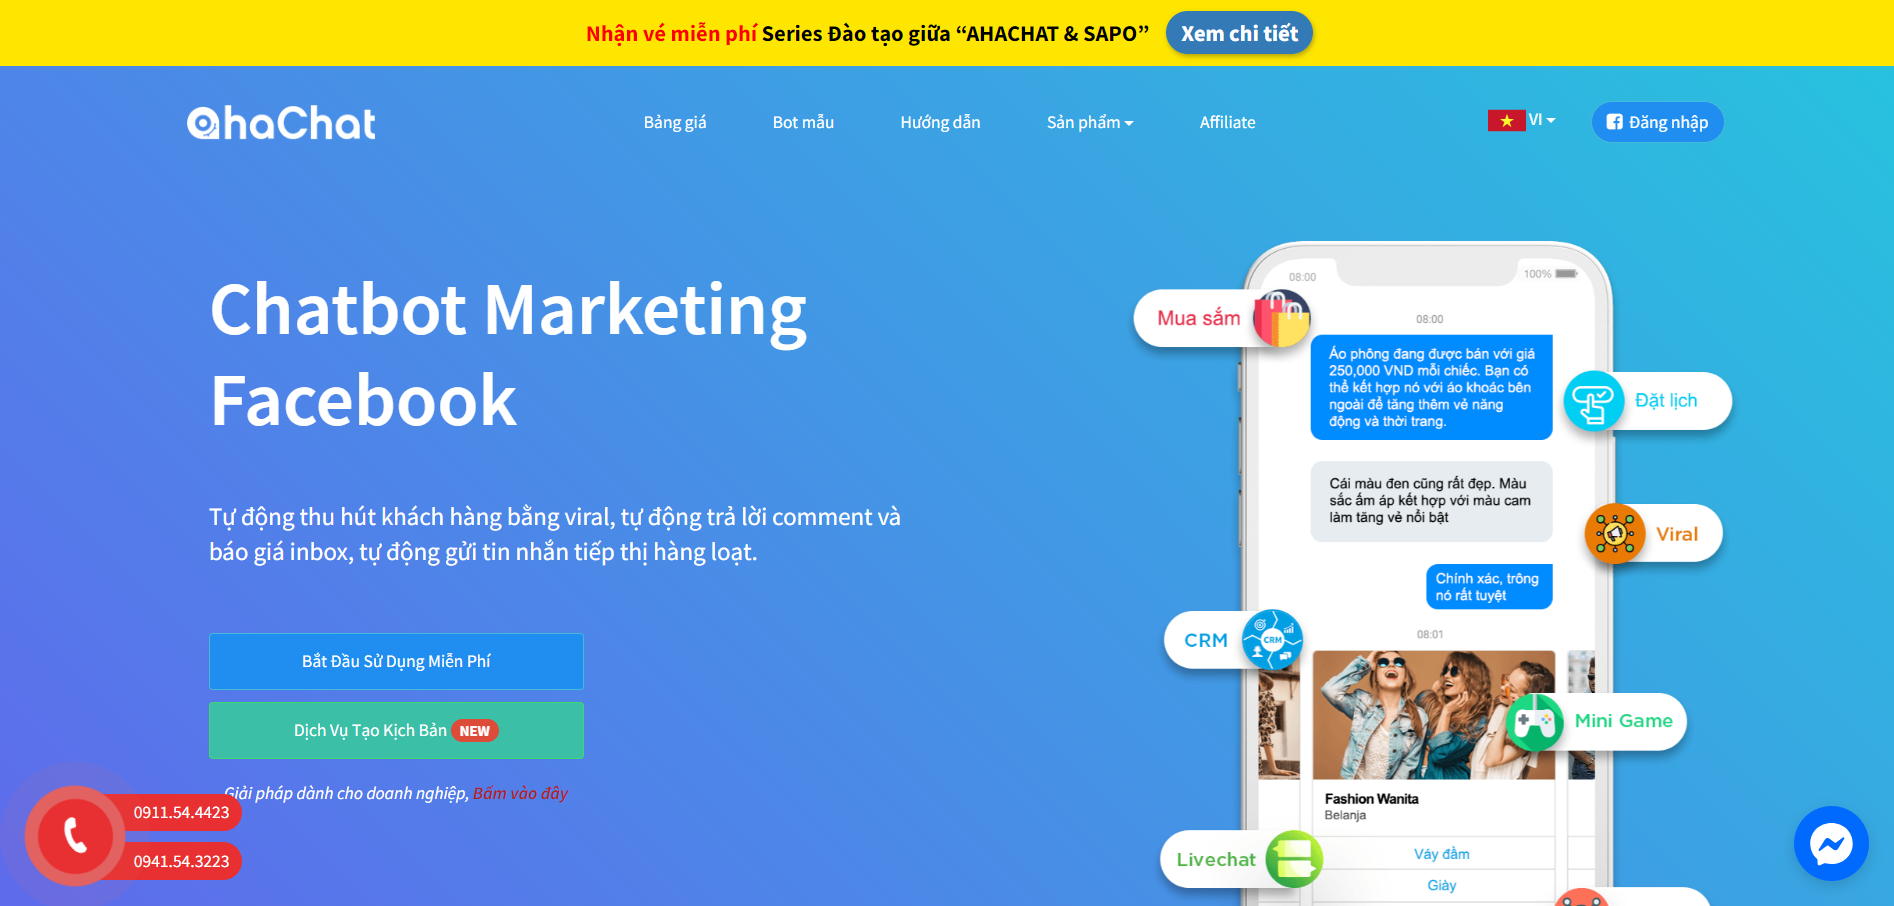 Nhận vé miễn phí Series Đào tạo giữa “AHACHAT & SAPO” Xem chi tiết
ahaChat
Bảng giá
Bot mẫu
Hướng dẫn
Sản phẩm
Affiliate
VI
Đăng nhập
Chatbot Marketing
Facebook
Tự động thu hút khách hàng bằng viral, tự động trả lời comment và
báo giá inbox, tự động gửi tin nhắn tiếp thị hàng loạt.
Bắt Đầu Sử Dụng Miễn Phí
Dịch Vụ Tạo Kịch Bản NEW
Giải pháp dành cho doanh nghiệp, Bấm vào đây
0911.54.4423
0941.54.3223
08:00
100%
Mua sắm
08:00
Áo phông đang được bán với giá
250,000 VND mỗi chiếc. Bạn có
thể kết hợp nó với áo khoác bên
ngoài để tăng thêm vẻ năng
động và thời trang.
Đặt lịch
Cái màu đen cũng rất đẹp. Màu
sắc ấm áp kết hợp với màu cam
làm tăng vẻ nổi bật
Viral
Chính xác, trông
nó rất tuyệt
CRM
CRM
08:01
Mini Game
Fashion Wanita
Belanja
Livechat
Váy đầm
Giày